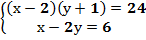 (x − 2)(y + 1) = 24
x − 2y = 6